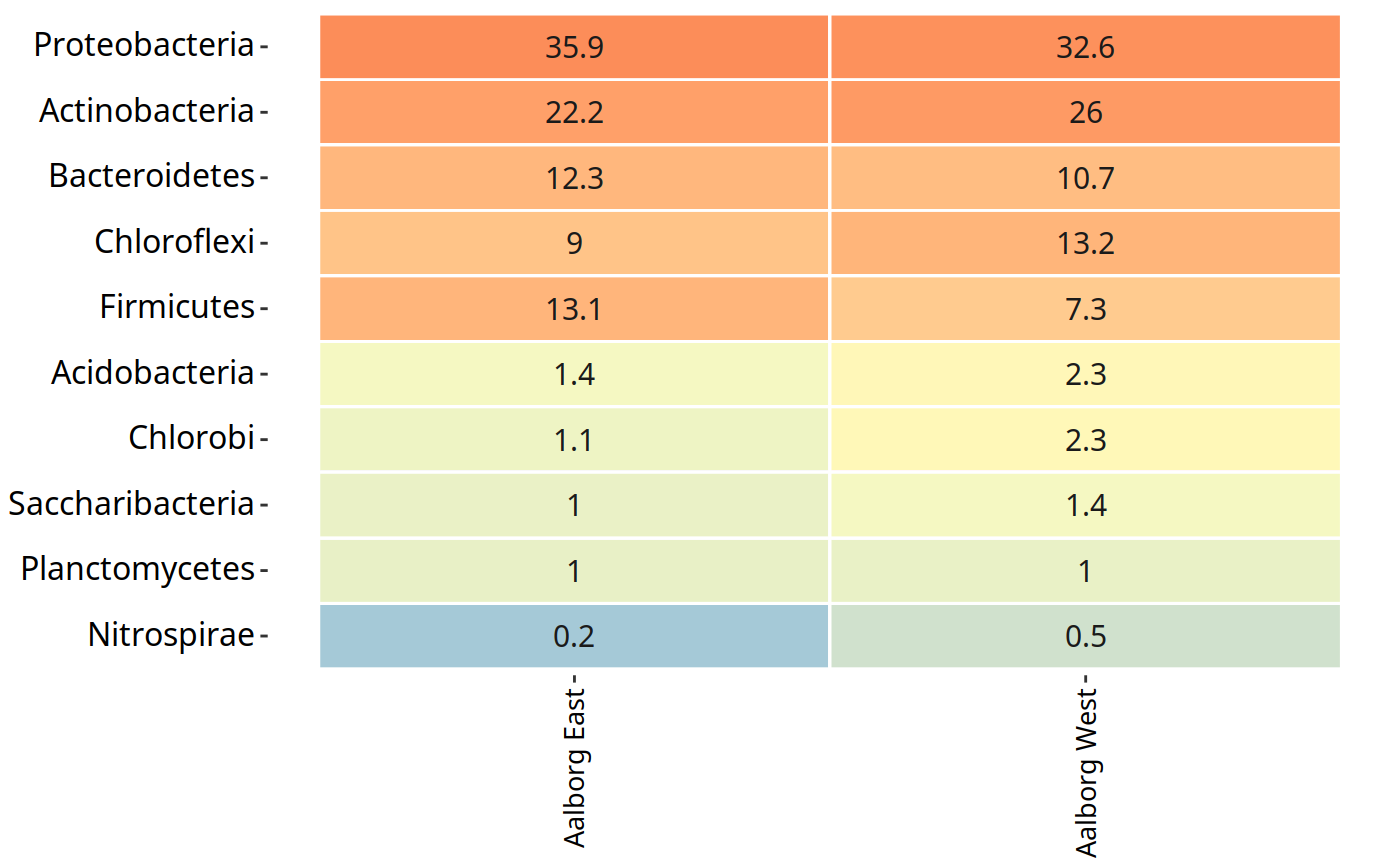 Proteobacteria 35.9 32.6
Actinobacteria 22.2 26
Bacteroidetes 12.3 10.7
Chloroflexi 9 13.2
Firmicutes 13.1 7.3
Acidobacteria 1.4 2.3
Chlorobi 1.1 2.3
Saccharibacteria 1 1.4
Planctomycetes 1 1
Nitrospirae 0.2 0.5
Aalborg East
Aalborg West